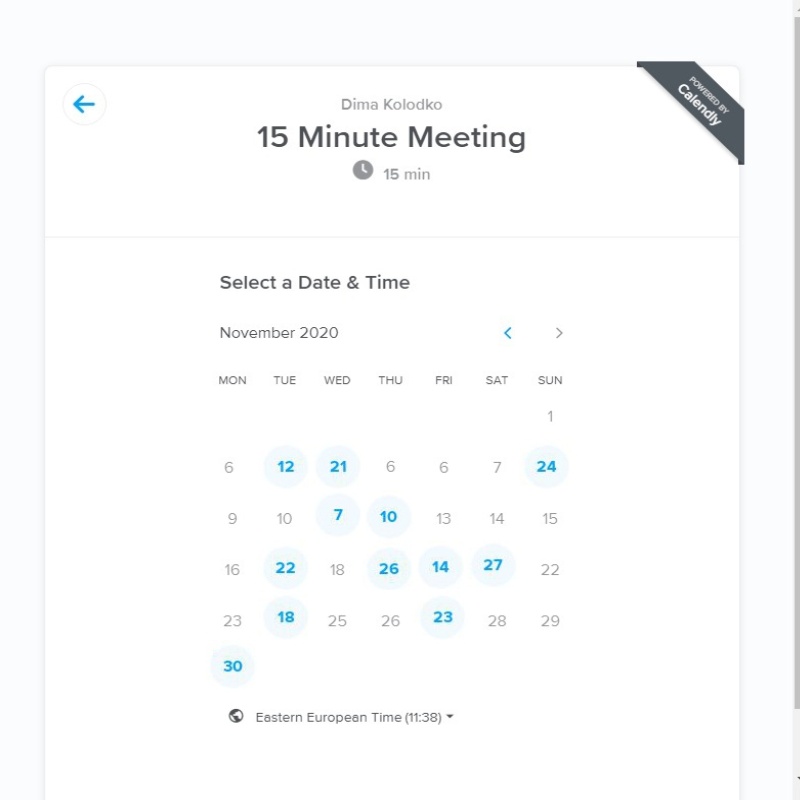 POWERED BY
Calendly
Dima Kolodko
15 Minute Meeting
15 min
Select a Date & Time
November 2020
MON TUE WED THU FRI SAT SUN
1
6 12 21 6 6 7 24
9 10 7 10 13 14 15
16 22 18 26 14 27 22
23 18 25 26 23 28 29
30
Eastern European Time (11:38)